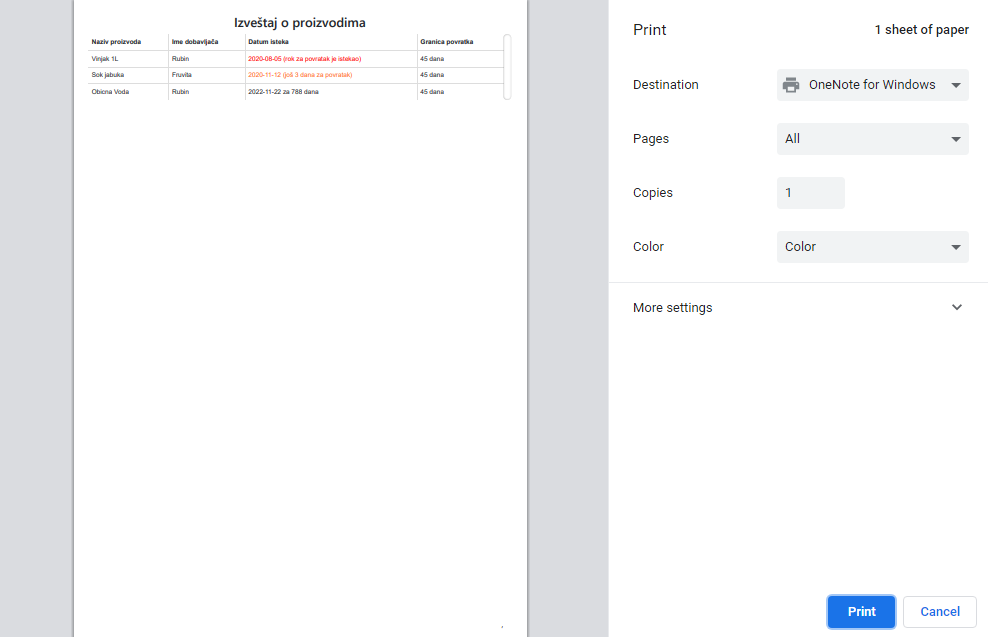 Izveštaj o proizvodima
Naziv proizvoda Ime dobavljača Datum isteka Granica povratka
Vinjak 1L Rubin 2020-08-05 (rok za povratak je istekao) 45 dana
Sok jabuka Fruvita 2020-11-12 (još 3 dana za povratak) 45 dana
Obicna Voda Rubin 2022-11-22 za 788 dana 45 dana
Print 1 sheet of paper
Destination OneNote for Windows
Pages All
Copies 1
Color Color
More settings
Print Cancel